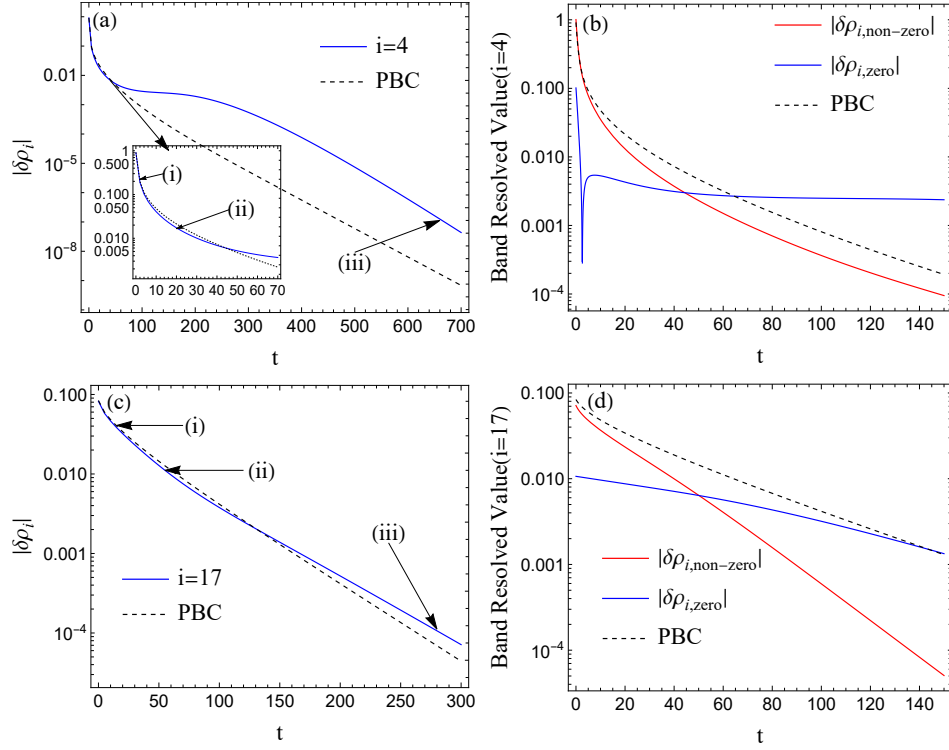 (a)
i=4
PBC
0.01
10^-5
10^-8
|δρ_i|
1
0.500
0.100
0.050
0.010
0.005
(i)
(ii)
(iii)
0 10 20 30 40 50 60 70
0 100 200 300 400 500 600 700
t
(b)
|δρ_i,non-zero|
|δρ_i,zero|
PBC
1
0.100
0.010
0.001
10^-4
Band Resolved Value(i=4)
0 20 40 60 80 100 120 140
t
(c)
(i)
(ii)
(iii)
i=17
PBC
0.100
0.010
0.001
10^-4
|δρ_i|
0 50 100 150 200 250 300
t
(d)
0.100
0.010
0.001
10^-4
Band Resolved Value(i=17)
|δρ_i,non-zero|
|δρ_i,zero|
PBC
0 20 40 60 80 100 120 140
t